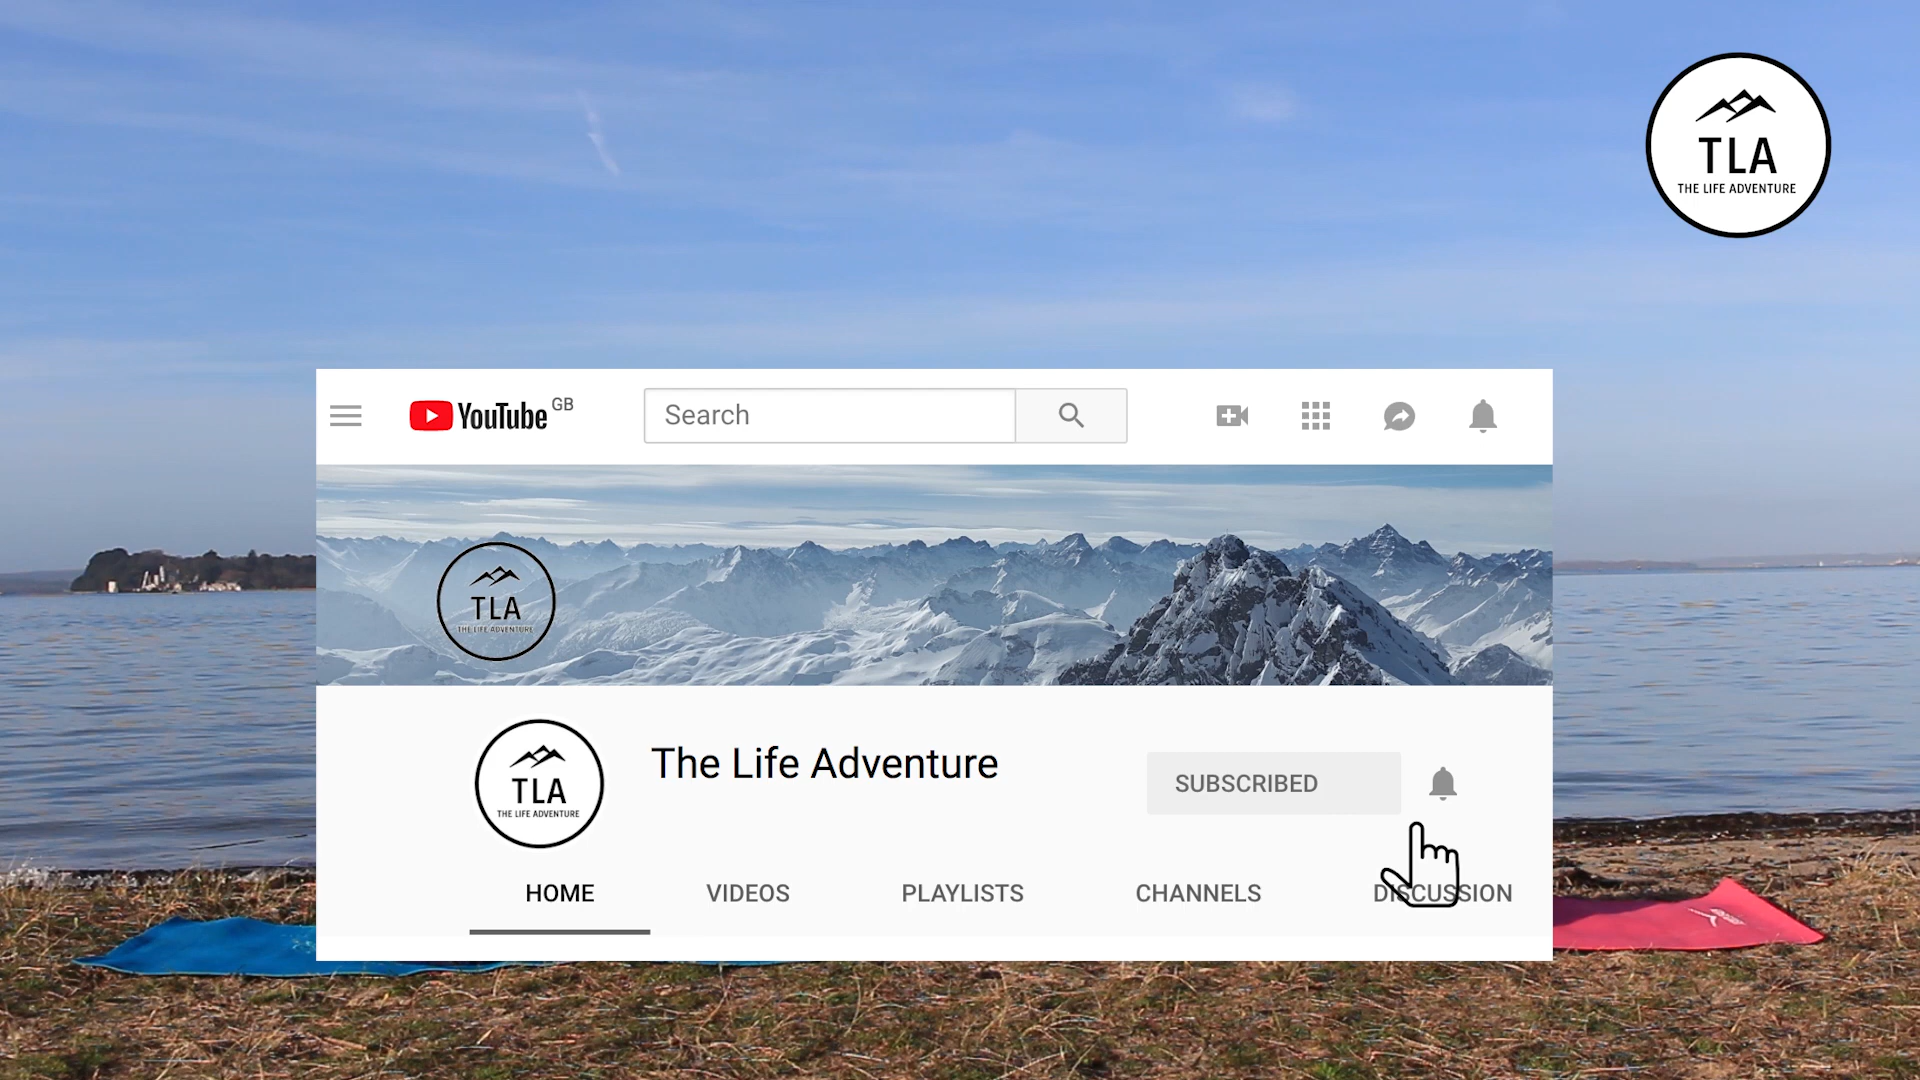 TLA
THE LIFE ADVENTURE
YouTube GB
Search
TLA
THE LIFE ADVENTURE
TLA
THE LIFE ADVENTURE
The Life Adventure
SUBSCRIBED
HOME VIDEOS PLAYLISTS CHANNELS DISCUSSION